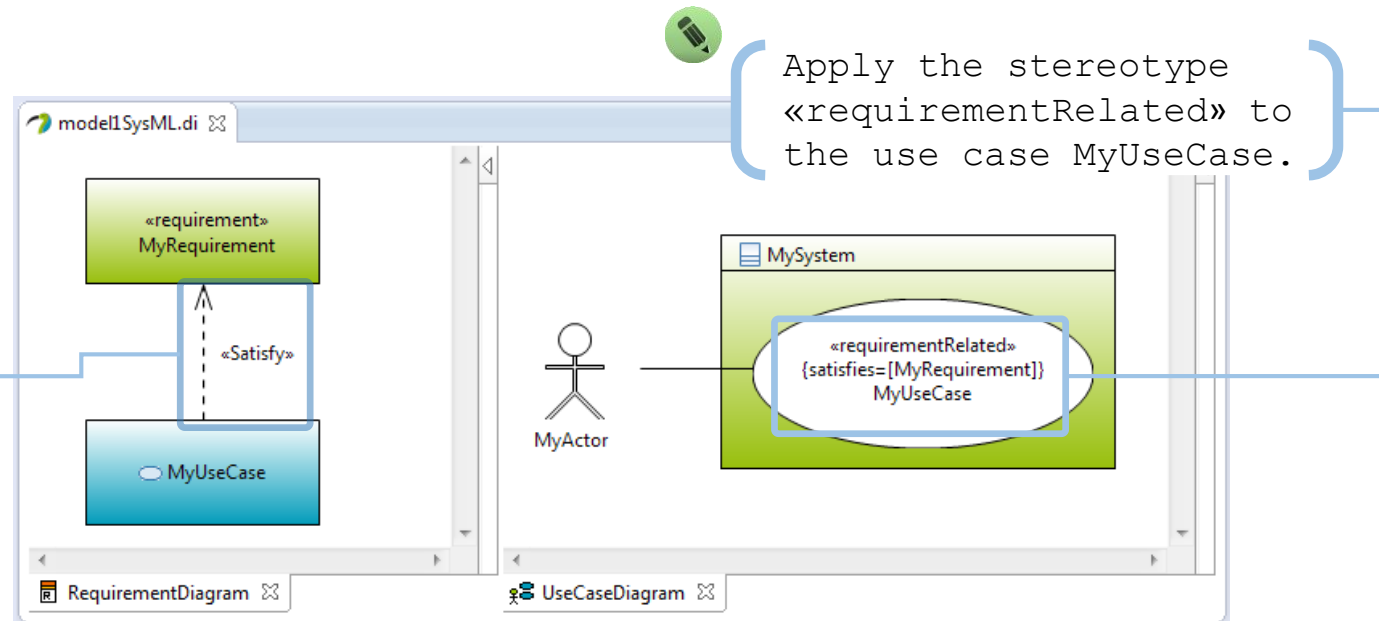 Apply the stereotype
«requirementRelated» to
the use case MyUseCase.
model1SysML.di
«requirement»
MyRequirement
«Satisfy»
MyUseCase
MySystem
«requirementRelated»
{satisfies=[MyRequirement]}
MyUseCase
MyActor
RequirementDiagram
UseCaseDiagram